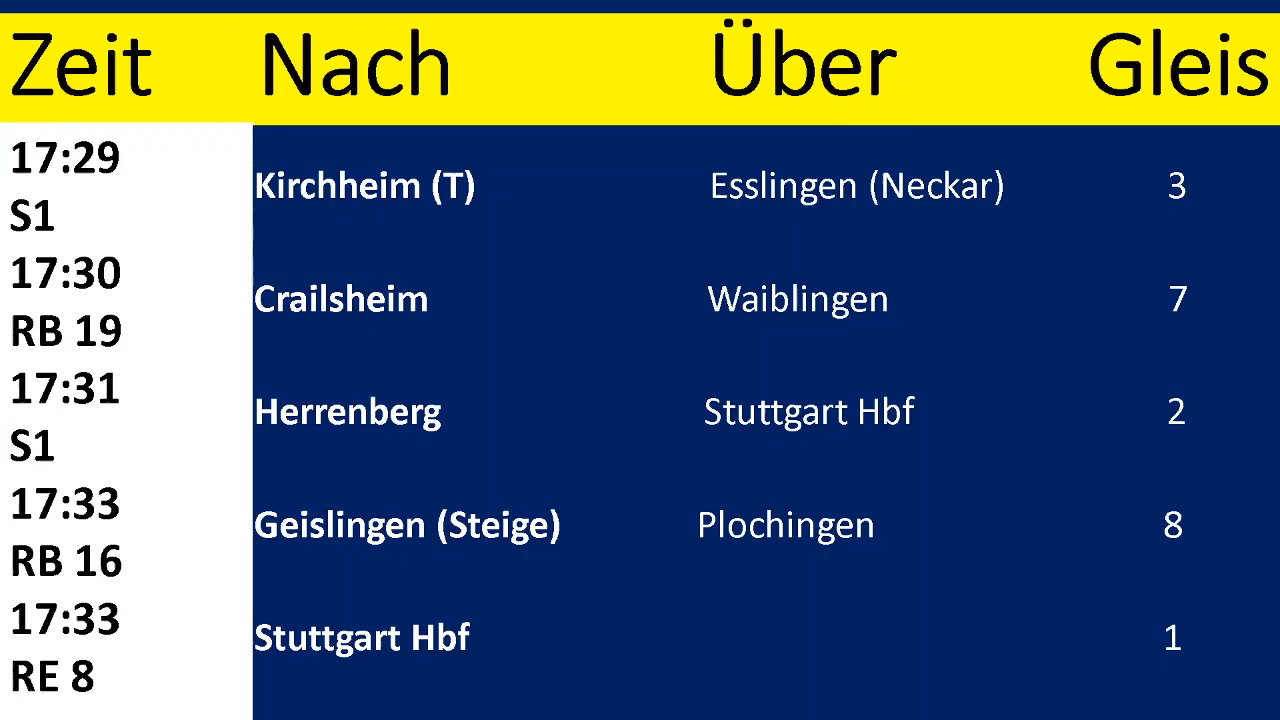 Zeit Nach Über Gleis
17:29
S1
Kirchheim (T) Esslingen (Neckar) 3
17:30
RB 19
Crailsheim Waiblingen 7
17:31
S1
Herrenberg Stuttgart Hbf 2
17:33
RB 16
Geislingen (Steige) Plochingen 8
17:33
RE 8
Stuttgart Hbf 1